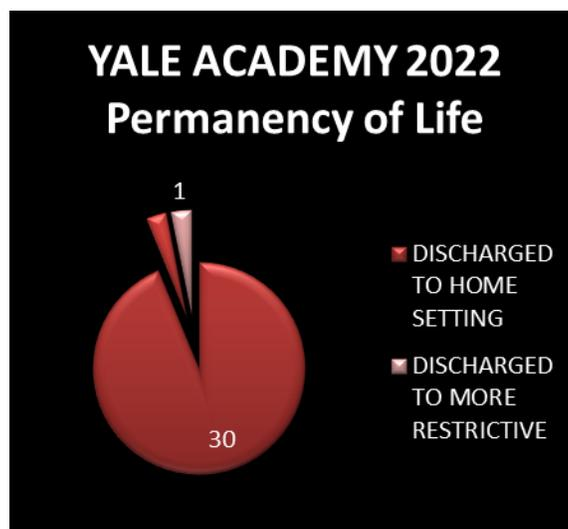 YALE ACADEMY 2022
Permanency of Life
1
30
DISCHARGED
TO HOME
SETTING
DISCHARGED
TO MORE
RESTRICTIVE